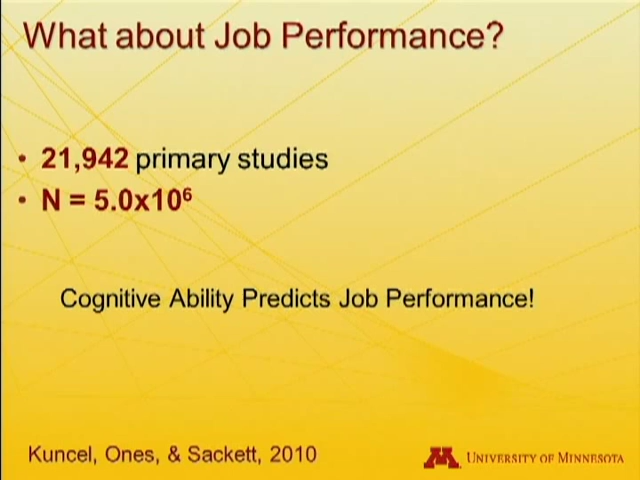 What about Job Performance?
• 21,942 primary studies
• N = 5.0x10⁶
Cognitive Ability Predicts Job Performance!
Kuncel, Ones, & Sackett, 2010
M UNIVERSITY OF MINNESOTA